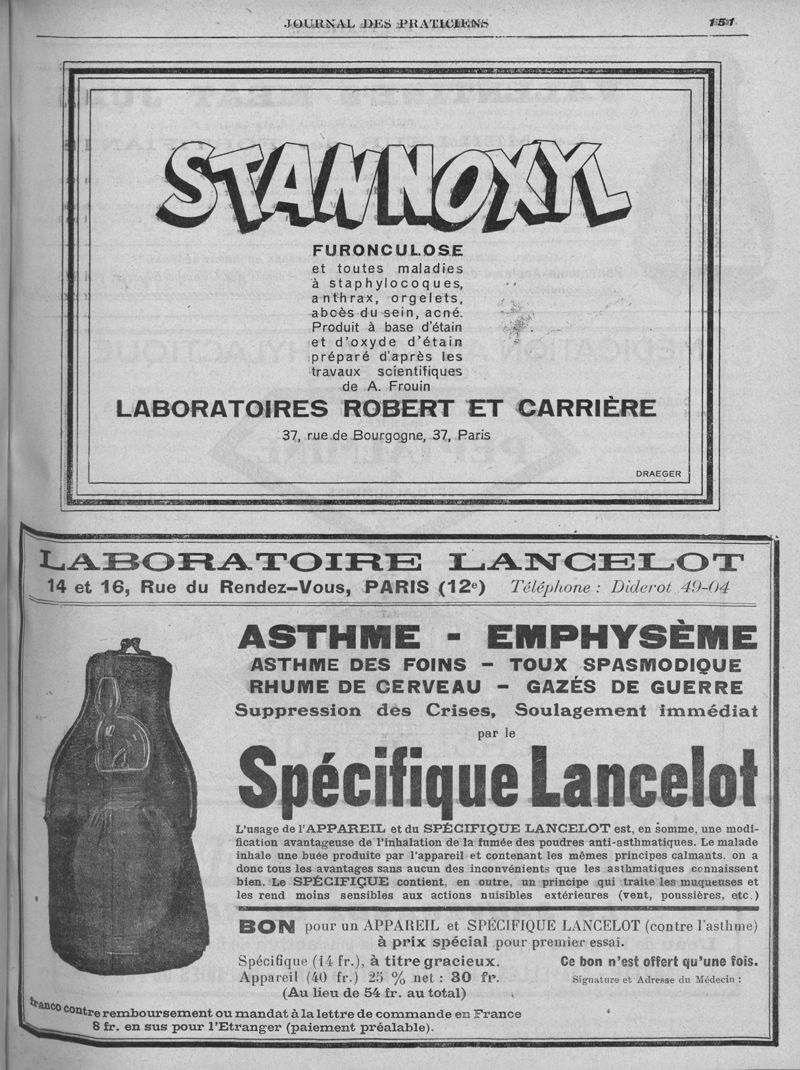 JOURNAL DES PRATICIENS 151
STANNOXYL
FURONCULOSE
et toutes maladies
à staphylocoques,
anthrax, orgelets,
abcès du sein, acné.
Produit à base d'étain
et d'oxyde d'étain
préparé d'après les
travaux scientifiques
de A. Frouin
LABORATOIRES ROBERT ET CARRIÈRE
37, rue de Bourgogne, 37, Paris
DRAEGER
LABORATOIRE LANCELOT
14 et 16, Rue du Rendez-Vous, PARIS (12e) Téléphone : Diderot 49-04
ASTHME - EMPHYSÈME
ASTHME DES FOINS - TOUX SPASMODIQUE
RHUME DE CERVEAU - GAZÉS DE GUERRE
Suppression des Crises, Soulagement immédiat
par le
Spécifique Lancelot
L'usage de l'APPAREIL et du SPÉCIFIQUE LANCELOT est, en somme, une modi-
fication avantageuse de l'inhalation de la fumée des poudres anti-asthmatiques. Le malade
inhale une buée produite par l'appareil et contenant les mêmes principes calmants. on a
donc tous les avantages sans aucun des inconvénients que les asthmatiques connaissent
bien. Le SPÉCIFIQUE contient, en outre, un principe qui traite les muqueuses et
les rend moins sensibles aux actions nuisibles extérieures (vent, poussières, etc.)
BON pour un APPAREIL et SPÉCIFIQUE LANCELOT (contre l'asthme)
à prix spécial pour premier essai.
Spécifique (14 fr.), à titre gracieux. Ce bon n'est offert qu'une fois.
Appareil (40 fr.) 25 % net : 30 fr. Signature et Adresse du Médecin :
(Au lieu de 54 fr. au total)
franco contre remboursement ou mandat à la lettre de commande en France
8 fr. en sus pour l'Etranger (paiement préalable).